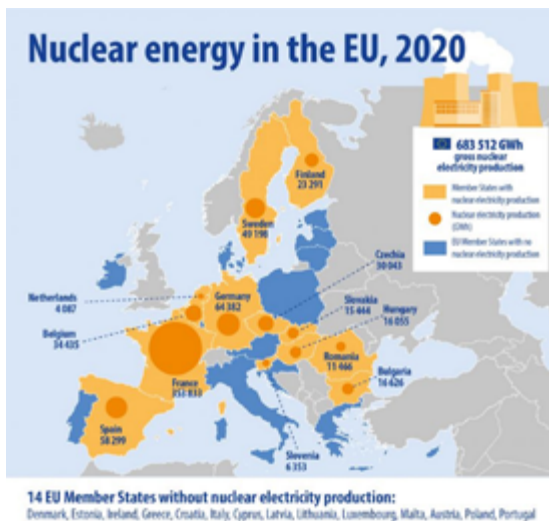 Nuclear energy in the EU, 2020
683 512 GWh
gross nuclear
electricity production
Member States with
nuclear electricity production
Nuclear electricity production
(GWh)
EU Member States with no
nuclear electricity production
Finland
23 291
Sweden
49 198
Czechia
30 043
Netherlands
4 087
Germany
64 382
Slovakia
15 444
Hungary
16 055
Belgium
34 435
Romania
11 466
France
353 833
Bulgaria
16 626
Spain
58 299
Slovenia
6 353
14 EU Member States without nuclear electricity production:
Denmark, Estonia, Ireland, Greece, Croatia, Italy, Cyprus, Latvia, Lithuania, Luxembourg, Malta, Austria, Poland, Portugal